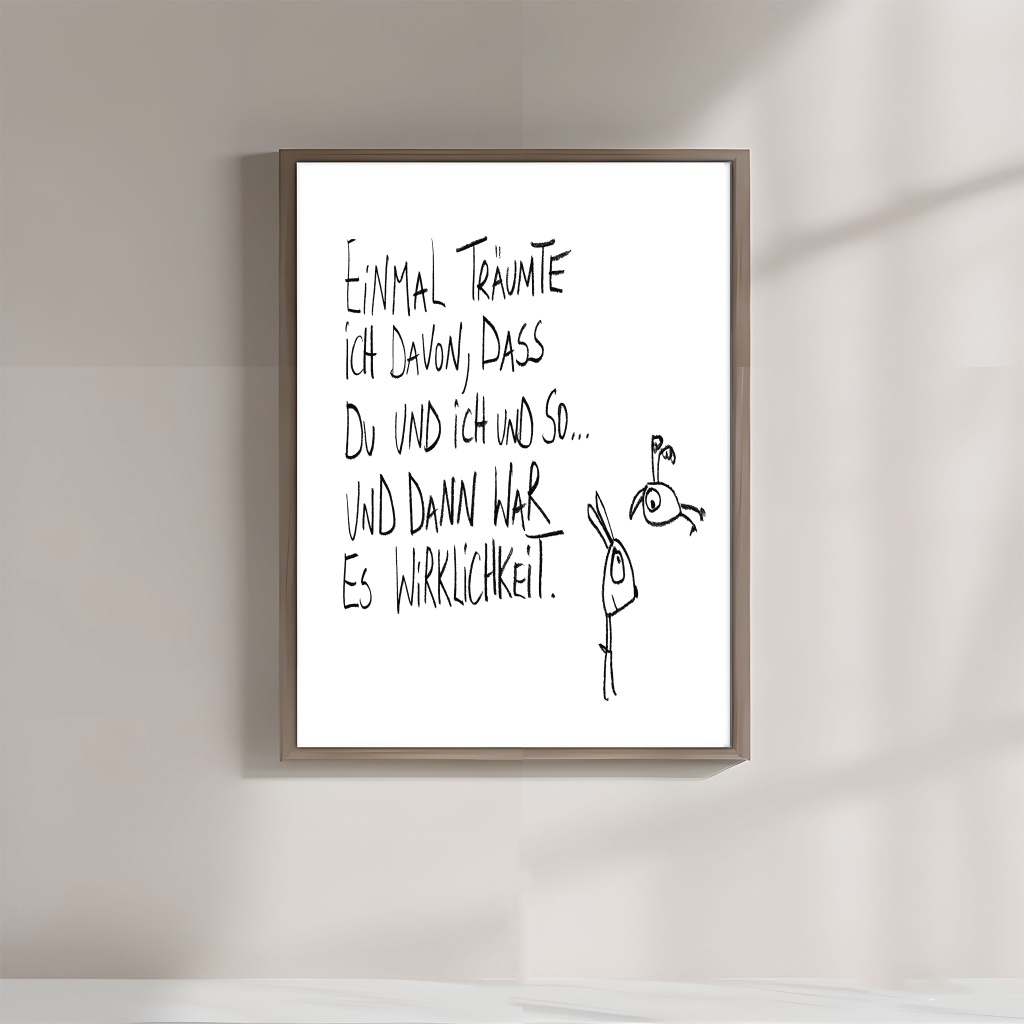 EINMAL TRÄUMTE
ICH DAVON, DASS
DU UND ICH UND SO...
UND DANN WAR
ES WIRKLICHKEIT.